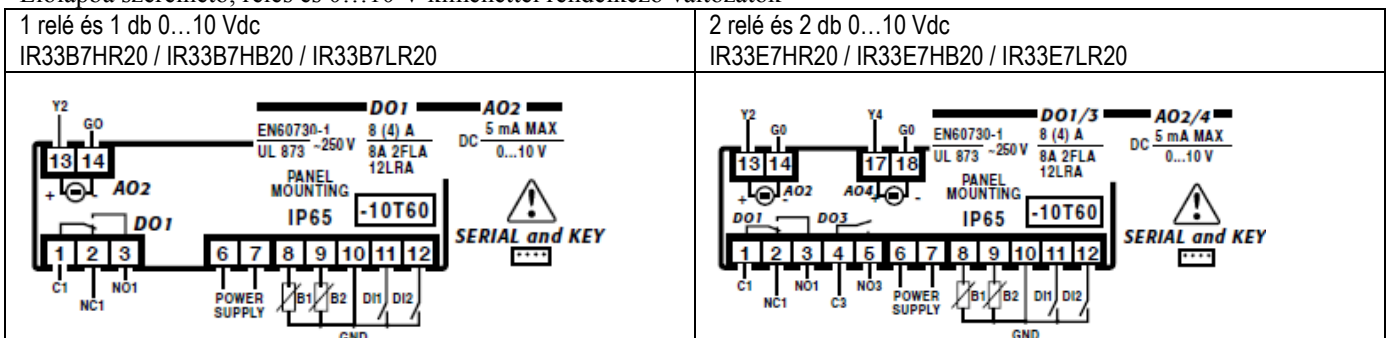 1 relé és 1 db 0…10 Vdc
IR33B7HR20 / IR33B7HB20 / IR33B7LR20
Y2
G0
DO1
AO2
EN60730-1
UL 873
~250 V
8 (4) A
8A 2FLA
12LRA
DC
5 mA MAX
0...10 V
13 14
+ -
AO2
PANEL
MOUNTING
IP65
-10T60
DO1
SERIAL and KEY
1 2 3 6 7 8 9 10 11 12
C1
NC1
NO1
POWER
SUPPLY
B1
B2
DI1
DI2
GND
2 relé és 2 db 0…10 Vdc
IR33E7HR20 / IR33E7HB20 / IR33E7LR20
Y2
G0
Y4
G0
DO1/3
AO2/4
EN60730-1
UL 873
~250 V
8 (4) A
8A 2FLA
12LRA
DC
5 mA MAX
0...10 V
13 14
17 18
+ -
AO2
AO4
+ -
PANEL
MOUNTING
IP65
-10T60
DO1
DO3
SERIAL and KEY
1 2 3 4 5 6 7 8 9 10 11 12
C1
NC1
NO1
C3
NO3
POWER
SUPPLY
B1
B2
DI1
DI2
GND